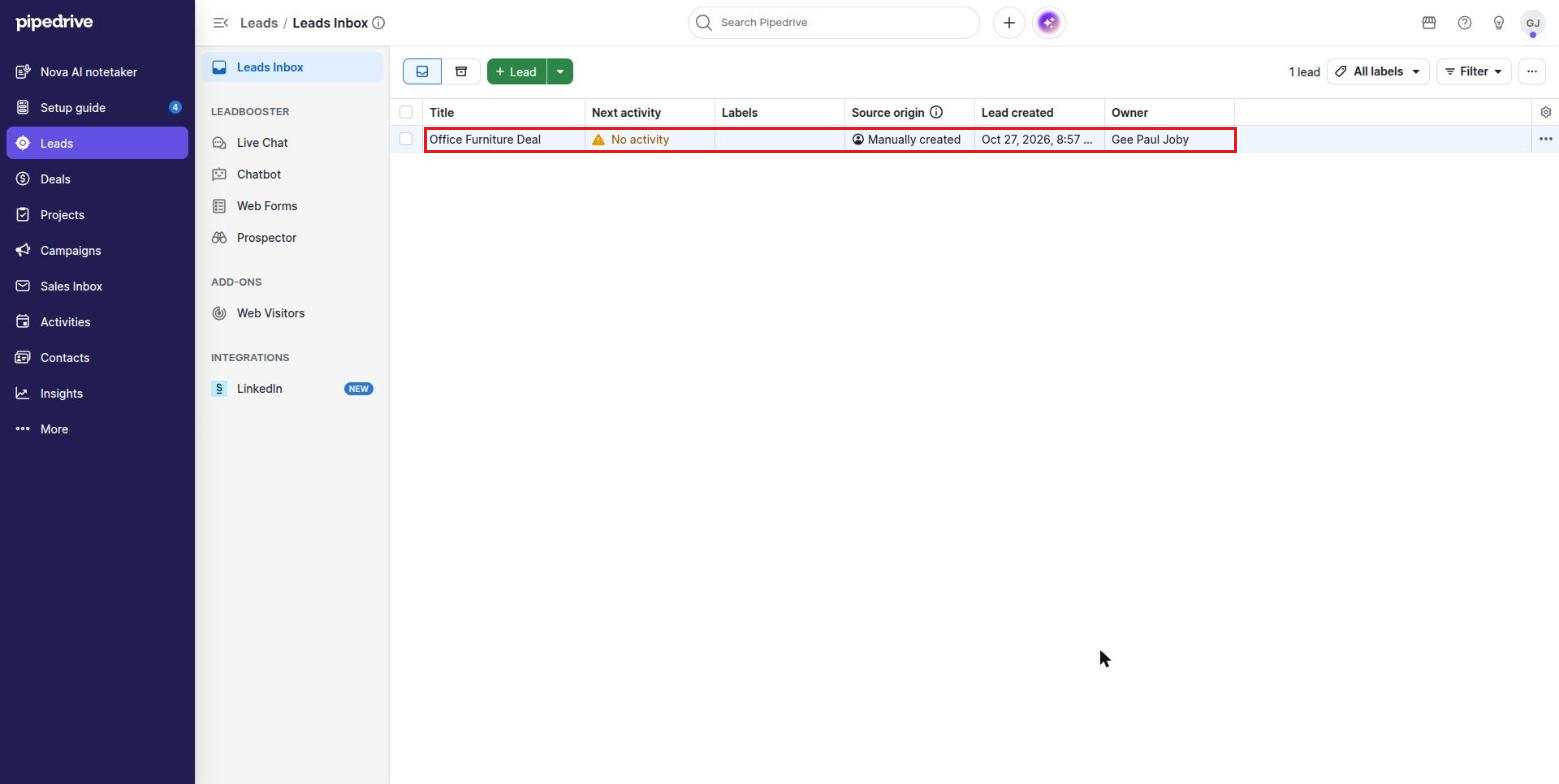 pipedrive
Leads / Leads Inbox
Search Pipedrive
GJ
Nova AI notetaker
Setup guide 4
Leads
Deals
Projects
Campaigns
Sales Inbox
Activities
Contacts
Insights
More
Leads Inbox
LEADBOOSTER
Live Chat
Chatbot
Web Forms
Prospector
ADD-ONS
Web Visitors
INTEGRATIONS
S LinkedIn NEW
+ Lead
1 lead All labels Filter
Title Next activity Labels Source origin Lead created Owner
Office Furniture Deal No activity Manually created Oct 27, 2026, 8:57 ... Gee Paul Joby